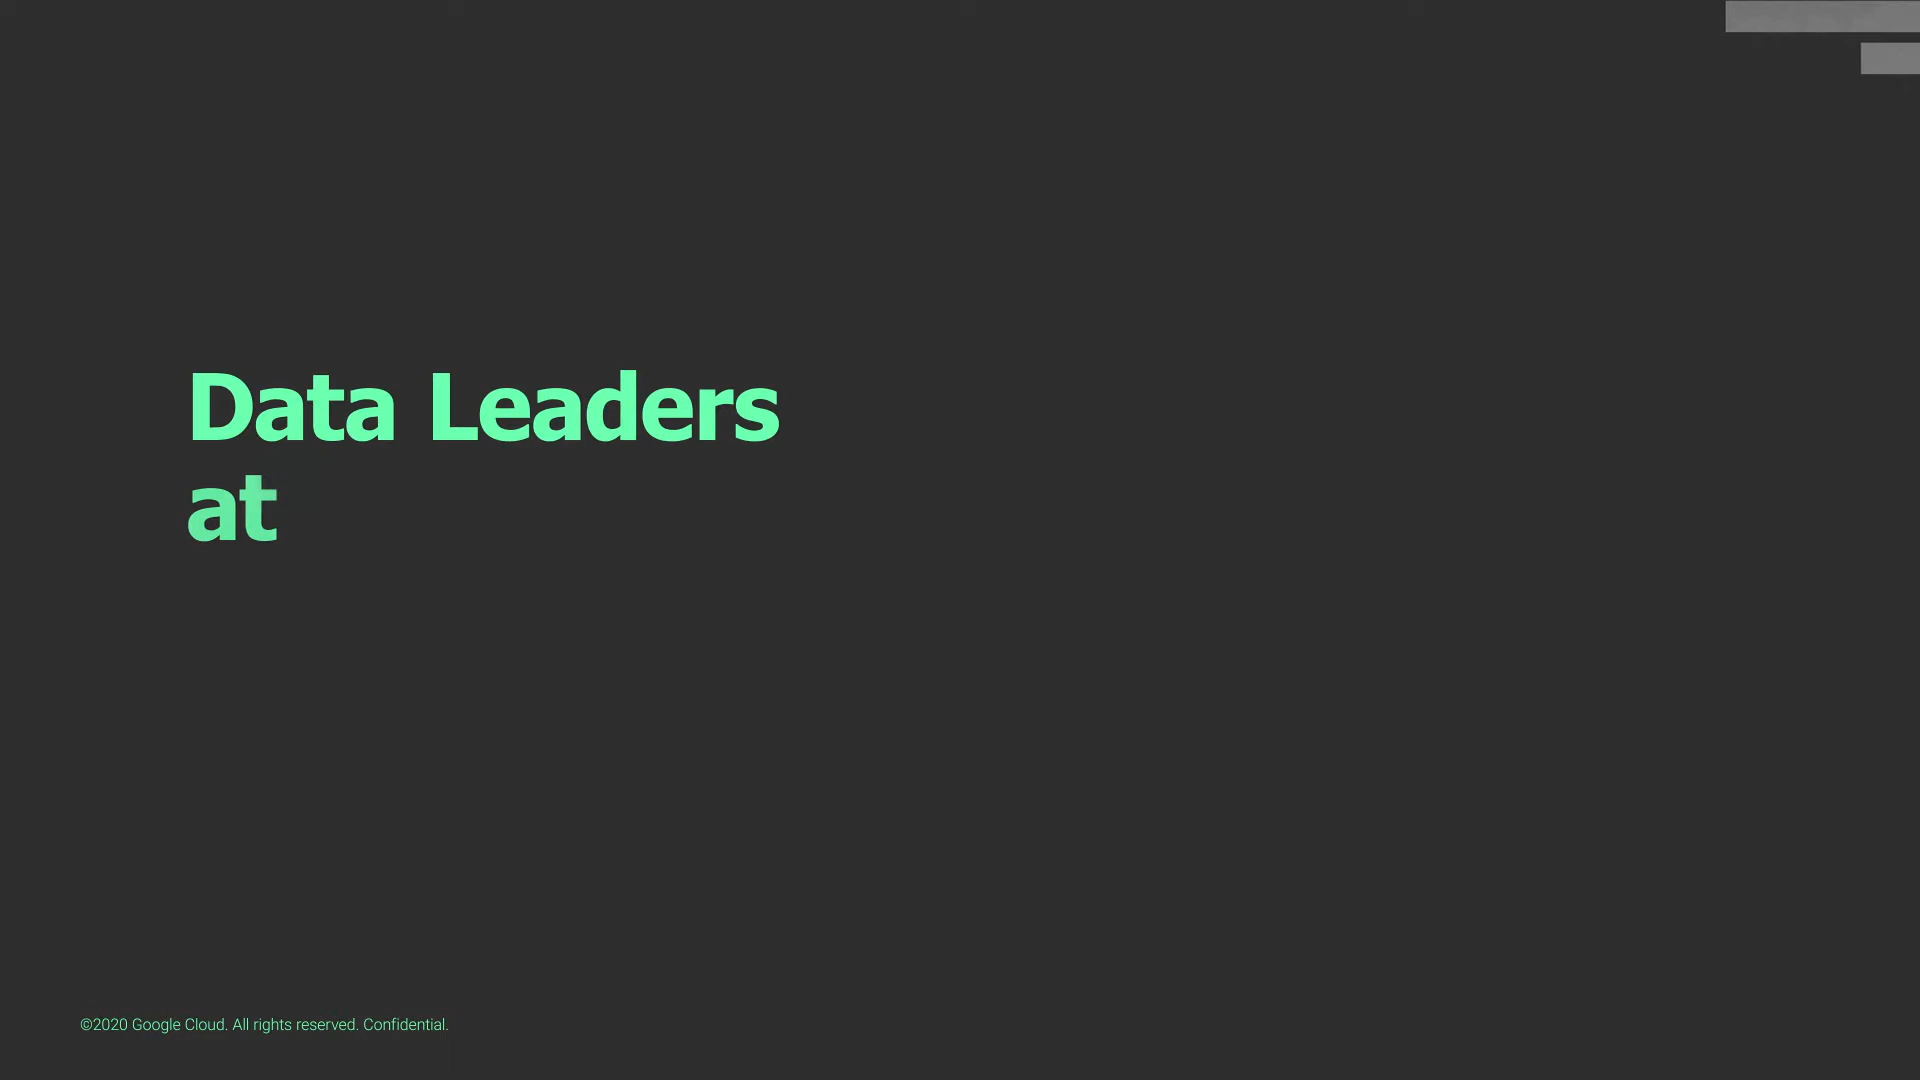 Data Leaders
at
©2020 Google Cloud. All rights reserved. Confidential.